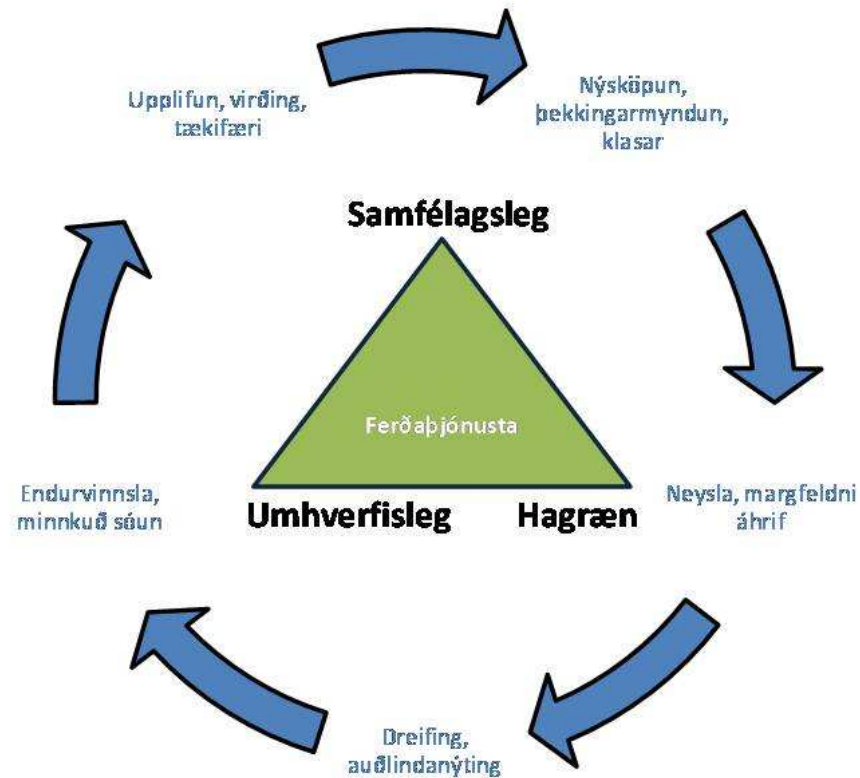 Upplifun, virðing,
tækifæri
Nýsköpun,
þekkingarmyndun,
klasar
Samfélagsleg
Ferðaþjónusta
Endurvinnsla,
minnkuð sóun
Umhverfisleg
Hagræn
Neysla, margfeldni
áhrif
Dreifing,
auðlindanýting